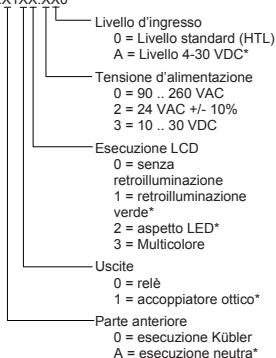 Livello d'ingresso
0 = Livello standard (HTL)
A = Livello 4-30 VDC*
Tensione d'alimentazione
0 = 90 .. 260 VAC
2 = 24 VAC +/- 10%
3 = 10 .. 30 VDC
Esecuzione LCD
0 = senza
retroilluminazione
1 = retroilluminazione
verde*
2 = aspetto LED*
3 = Multicolore
Uscite
0 = relè
1 = accoppiatore ottico*
Parte anteriore
0 = esecuzione Kübler
A = esecuzione neutra*